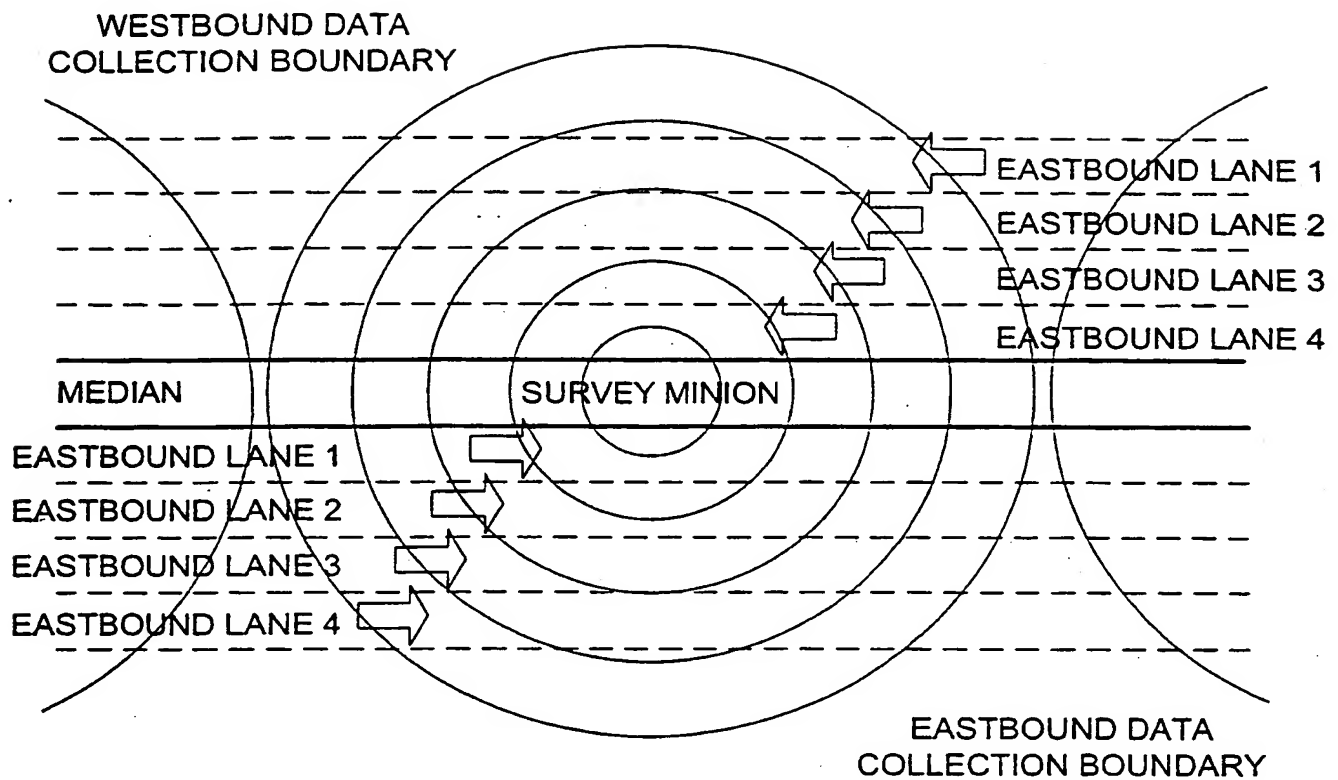 WESTBOUND DATA
COLLECTION BOUNDARY
EASTBOUND LANE 1
EASTBOUND LANE 2
EASTBOUND LANE 3
EASTBOUND LANE 4
MEDIAN
SURVEY MINION
EASTBOUND LANE 1
EASTBOUND LANE 2
EASTBOUND LANE 3
EASTBOUND LANE 4
EASTBOUND DATA
COLLECTION BOUNDARY